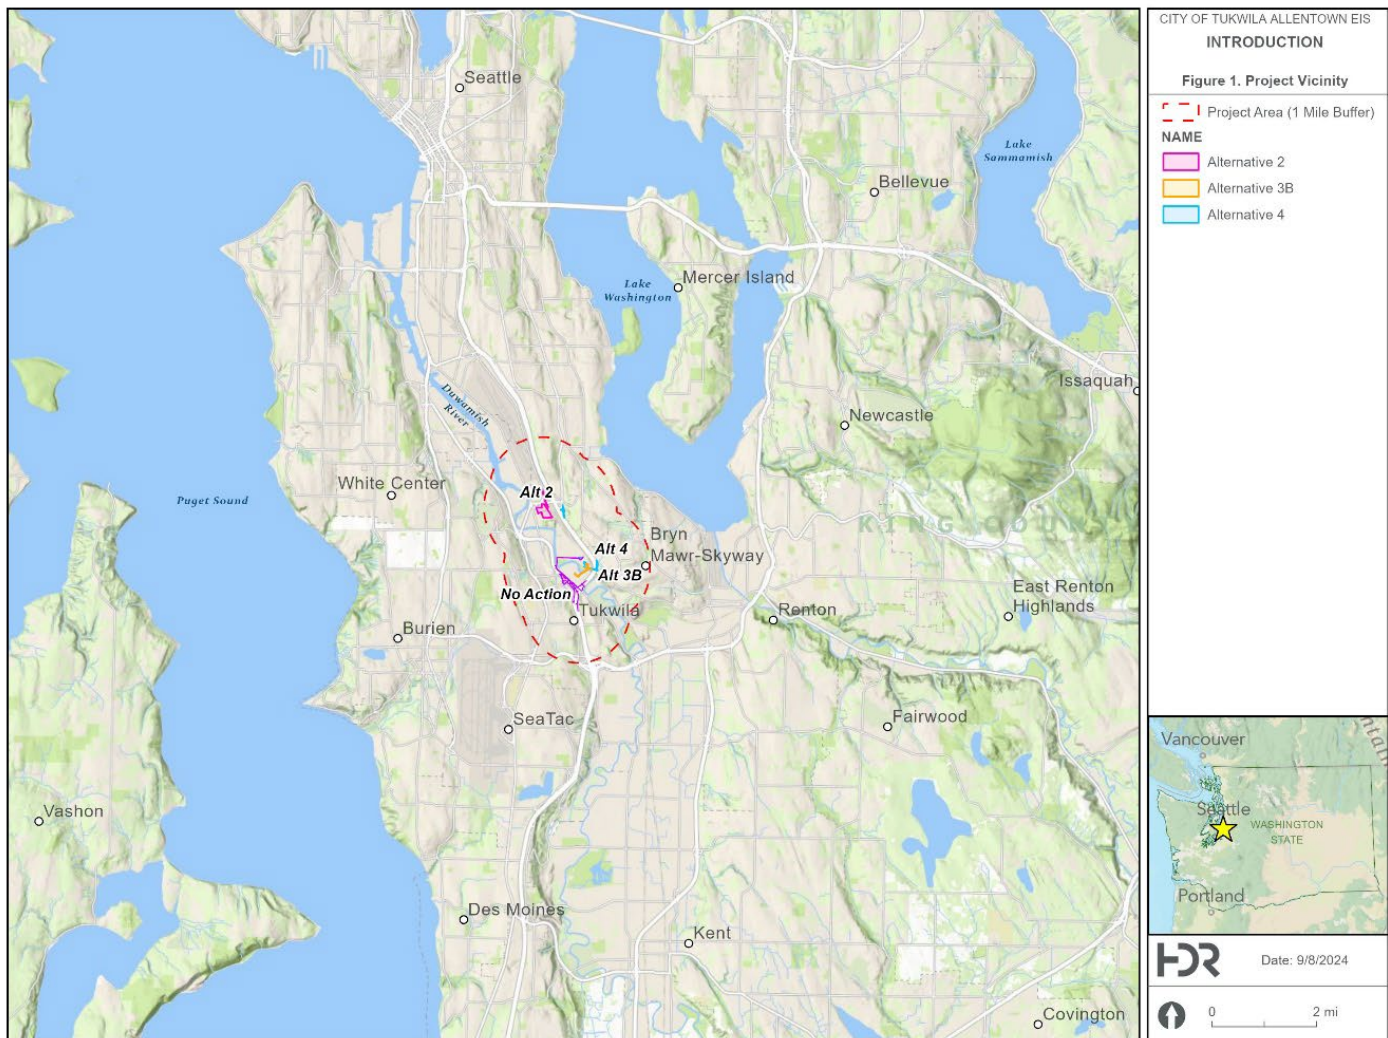 Seattle
Lake
Sammamish
Bellevue
Mercer Island
Lake
Washington
Issaquah
Newcastle
Duwamish
River
White Center
Puget Sound
Alt 2
KING COUNTY
Bryn
Mawr-Skyway
Alt 4
Alt 3B
No Action
Tukwila
East Renton
Highlands
Renton
Burien
SeaTac
Fairwood
Vashon
Des Moines
Kent
Covington
CITY OF TUKWILA ALLENTOWN EIS
INTRODUCTION
Figure 1. Project Vicinity
Project Area (1 Mile Buffer)
NAME
Alternative 2
Alternative 3B
Alternative 4
Vancouver
Seattle
WASHINGTON
STATE
Portland
HDR
Date: 9/8/2024
0 2 mi